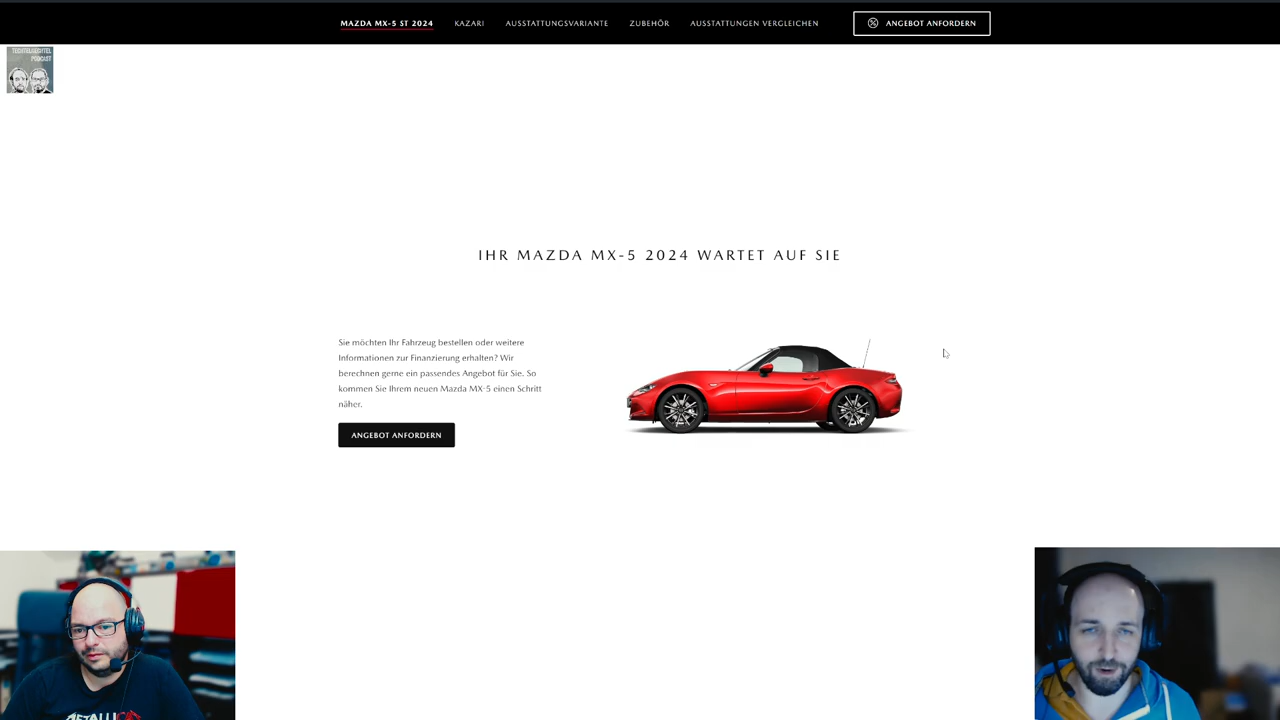 MAZDA MX-5 ST 2024 KAZARI AUSSTATTUNGSVARIANTE ZUBEHÖR AUSSTATTUNGEN VERGLEICHEN ANGEBOT ANFORDERN
PODCAST
IHR MAZDA MX-5 2024 WARTET AUF SIE
Sie möchten Ihr Fahrzeug bestellen oder weitere
Informationen zur Finanzierung erhalten? Wir
berechnen gerne ein passendes Angebot für Sie. So
kommen Sie Ihrem neuen Mazda MX-5 einen Schritt
näher.
ANGEBOT ANFORDERN